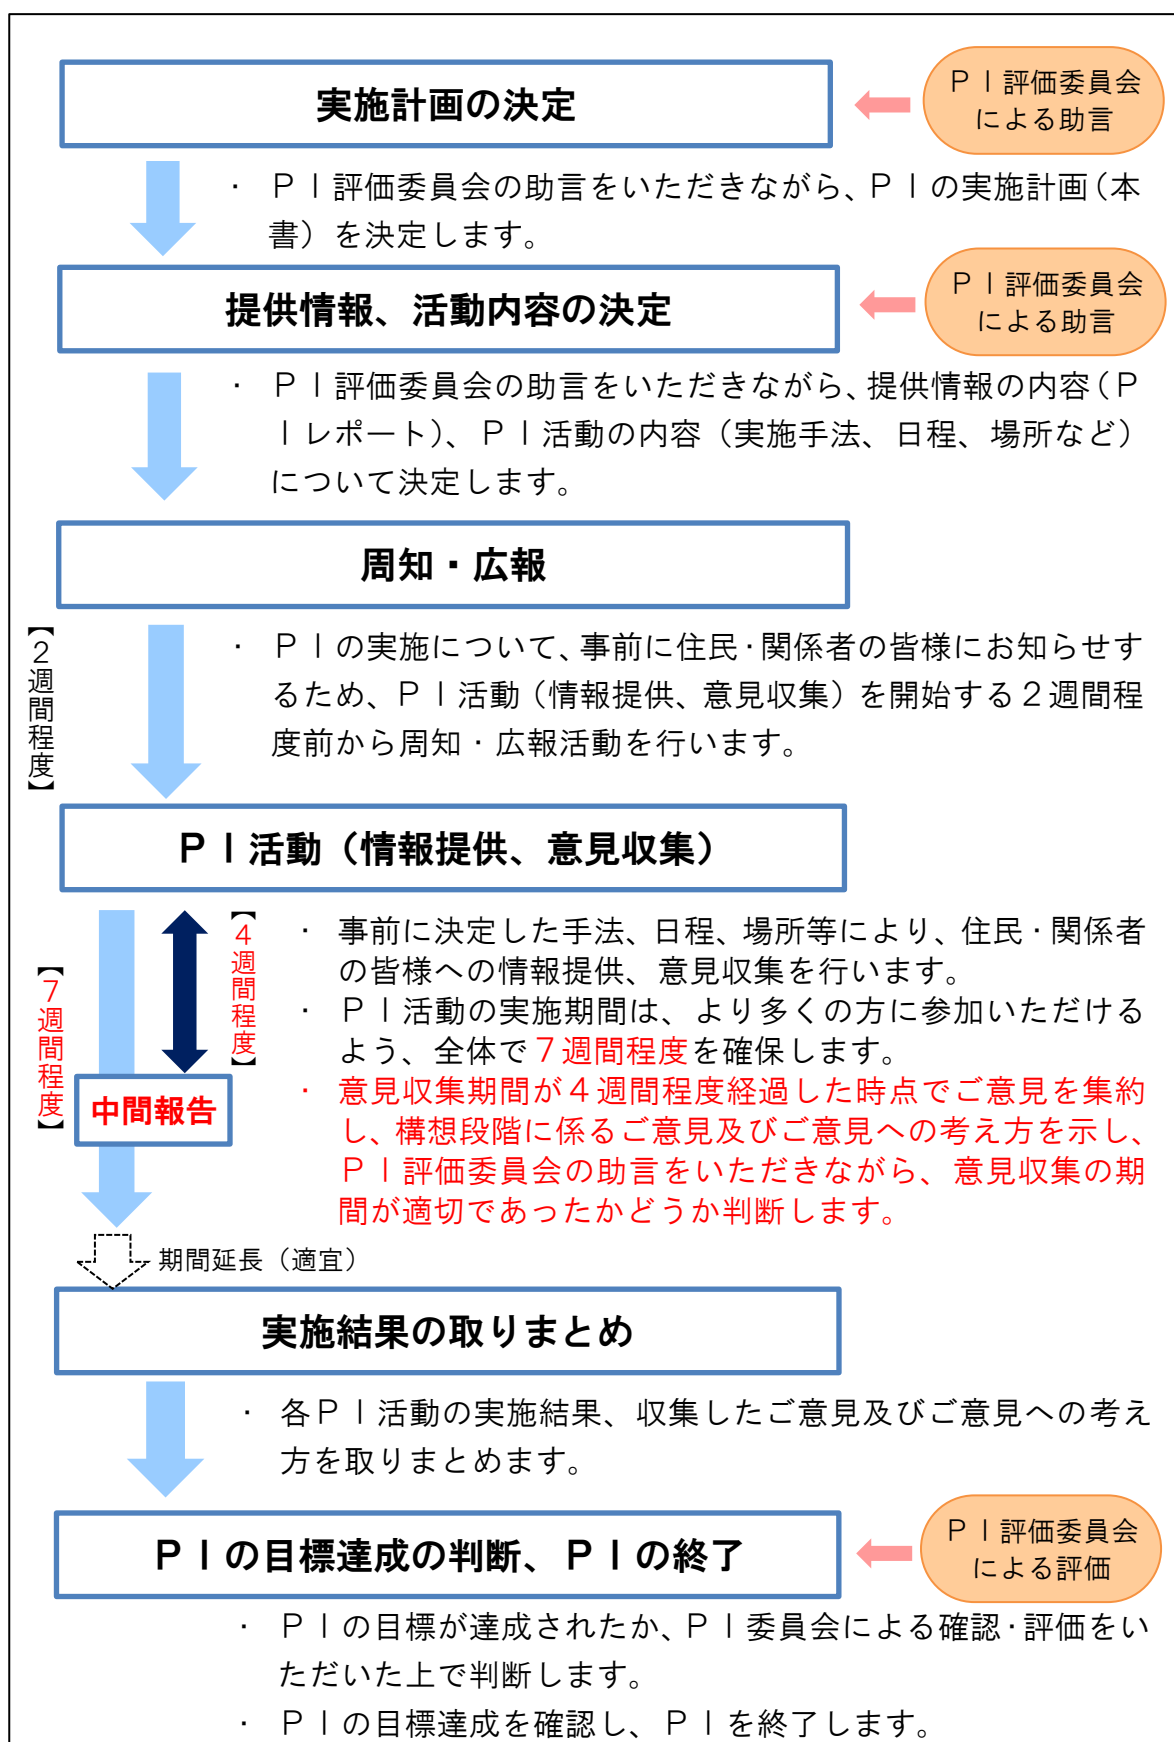 実施計画の決定
ＰＩ評価委員会
による助言
・ ＰＩ評価委員会の助言をいただきながら、ＰＩの実施計画（本
書）を決定します。
提供情報、活動内容の決定
ＰＩ評価委員会
による助言
・ ＰＩ評価委員会の助言をいただきながら、提供情報の内容（Ｐ
Ｉレポート）、ＰＩ活動の内容（実施手法、日程、場所など）
について決定します。
周知・広報
【２週間程度】
・ ＰＩの実施について、事前に住民・関係者の皆様にお知らせす
るため、ＰＩ活動（情報提供、意見収集）を開始する２週間程
度前から周知・広報活動を行います。
ＰＩ活動（情報提供、意見収集）
【７週間程度】
【４週間程度】
中間報告
・ 事前に決定した手法、日程、場所等により、住民・関係者
の皆様への情報提供、意見収集を行います。
・ ＰＩ活動の実施期間は、より多くの方に参加いただける
よう、全体で７週間程度を確保します。
・ 意見収集期間が４週間程度経過した時点でご意見を集約
し、構想段階に係るご意見及びご意見への考え方を示し、
ＰＩ評価委員会の助言をいただきながら、意見収集の期
間が適切であったかどうか判断します。
期間延長（適宜）
実施結果の取りまとめ
・ 各ＰＩ活動の実施結果、収集したご意見及びご意見への考え
方を取りまとめます。
ＰＩの目標達成の判断、ＰＩの終了
ＰＩ評価委員会
による評価
・ ＰＩの目標が達成されたか、ＰＩ委員会による確認・評価をい
ただいた上で判断します。
・ ＰＩの目標達成を確認し、ＰＩを終了します。